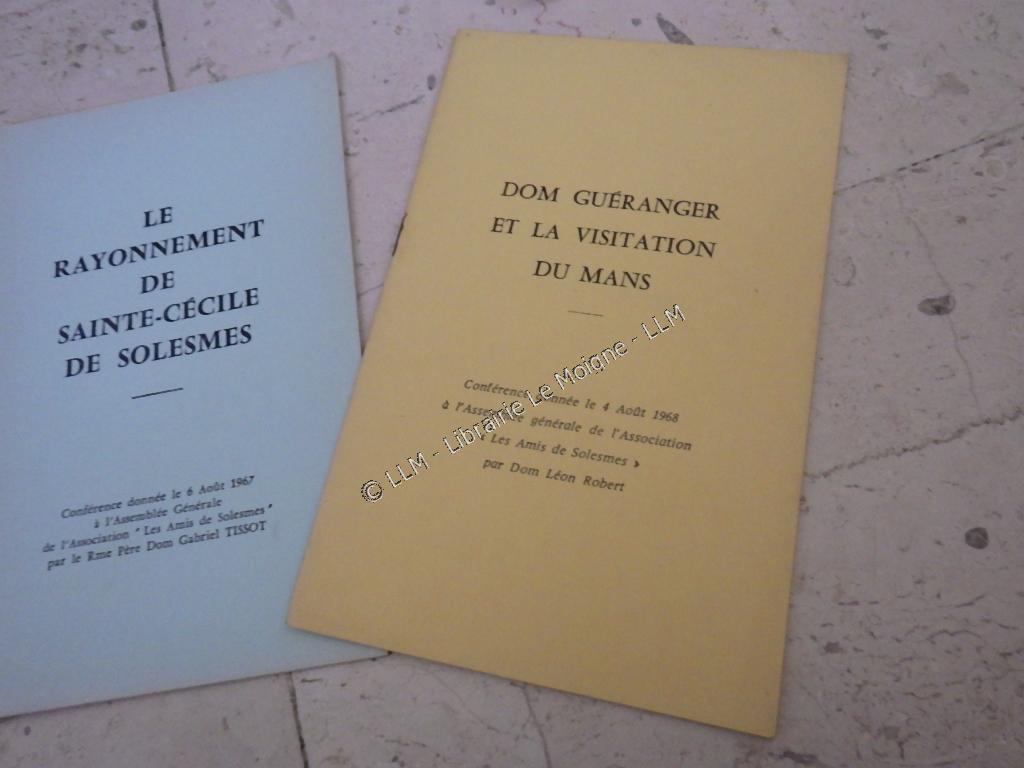 LE
RAYONNEMENT
DE
SAINTE-CÉCILE
DE SOLESMES
Conférence donnée le 6 Août 1967
à l'Assemblée Générale
de l'Association "Les Amis de Solesmes"
par le Rme Père Dom Gabriel TISSOT
DOM GUÉRANGER
ET LA VISITATION
DU MANS
Conférence donnée le 4 Août 1968
à l'Assemblée générale de l'Association
Les Amis de Solesmes »
par Dom Léon Robert
© LLM - Librairie Le Moigne - LLM